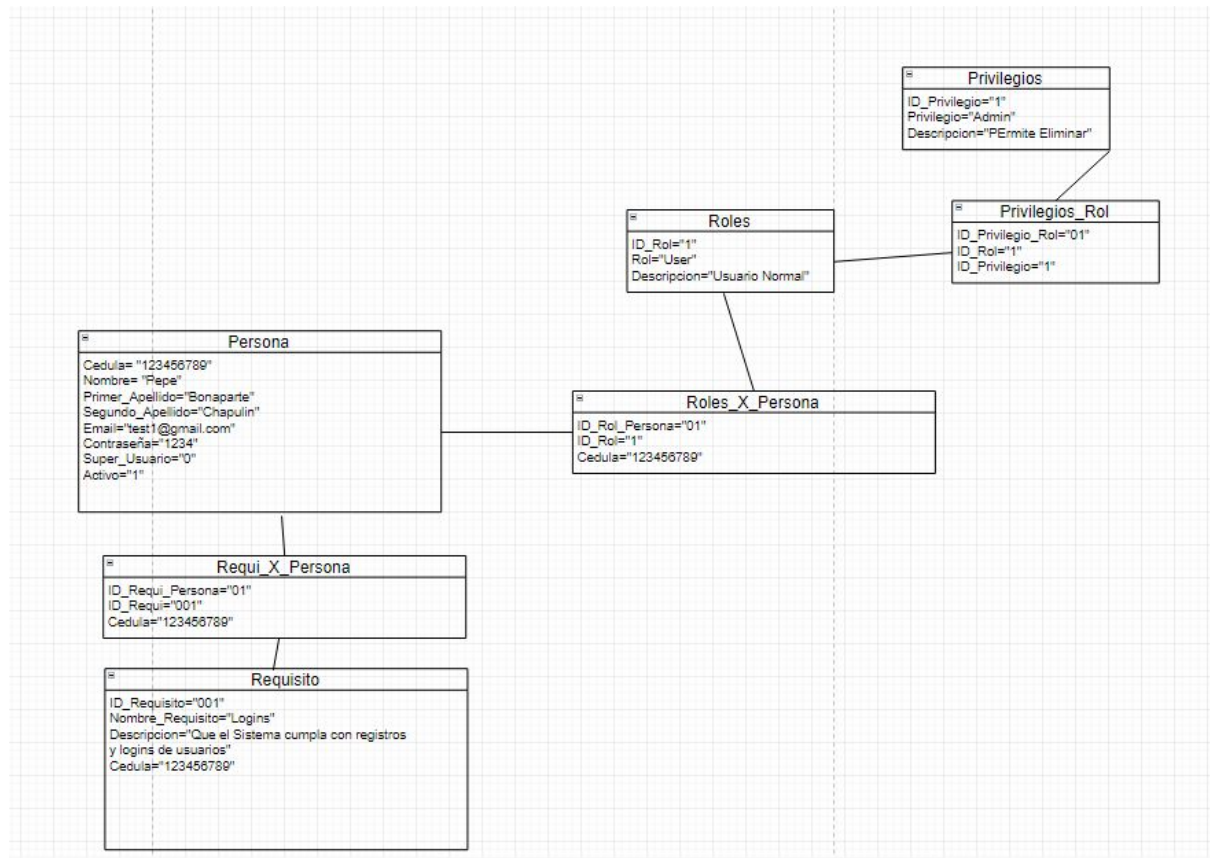 Privilegios
ID_Privilegio="1"
Privilegio="Admin"
Descripcion="PErmite Eliminar"
Privilegios_Rol
ID_Privilegio_Rol="01"
ID_Rol="1"
ID_Privilegio="1"
Roles
ID_Rol="1"
Rol="User"
Descripcion="Usuario Normal"
Persona
Cedula= "123456789"
Nombre= "Pepe"
Primer_Apellido="Bonaparte"
Segundo_Apellido="Chapulin"
Email="test1@gmail.com"
Contraseña="1234"
Super_Usuario="0"
Activo="1"
Roles_X_Persona
ID_Rol_Persona="01"
ID_Rol="1"
Cedula="123456789"
Requi_X_Persona
ID_Requi_Persona="01"
ID_Requi="001"
Cedula="123456789"
Requisito
ID_Requisito="001"
Nombre_Requisito="Logins"
Descripcion="Que el Sistema cumpla con registros
y logins de usuarios"
Cedula="123456789"